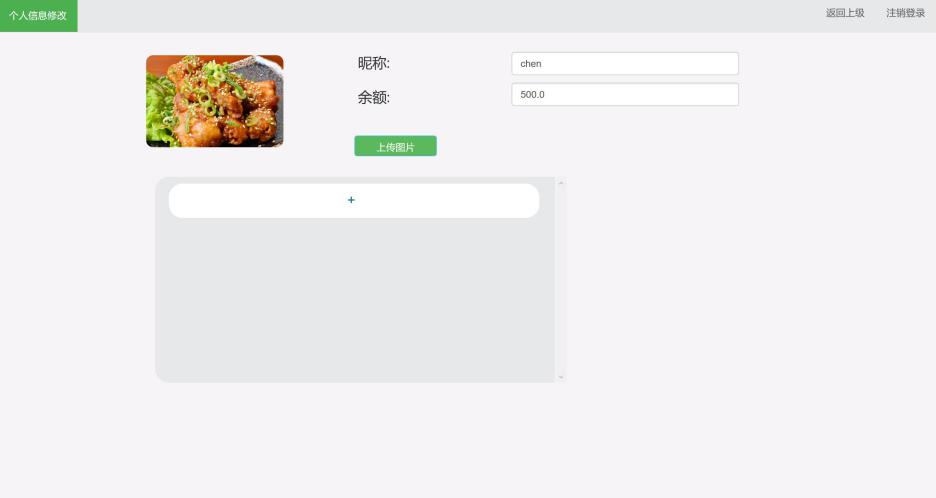 个人信息修改
返回上级
注销登录
昵称:
chen
余额:
500.0
上传图片
+